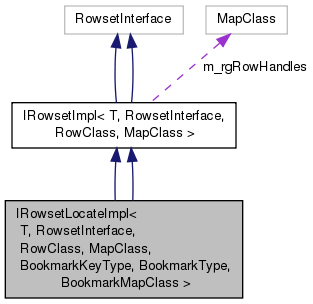 RowsetInterface
MapClass
m_rgRowHandles
IRowsetImpl< T, RowsetInterface,
RowClass, MapClass >
IRowsetLocateImpl<
T, RowsetInterface,
RowClass, MapClass,
BookmarkKeyType, BookmarkType,
BookmarkMapClass >